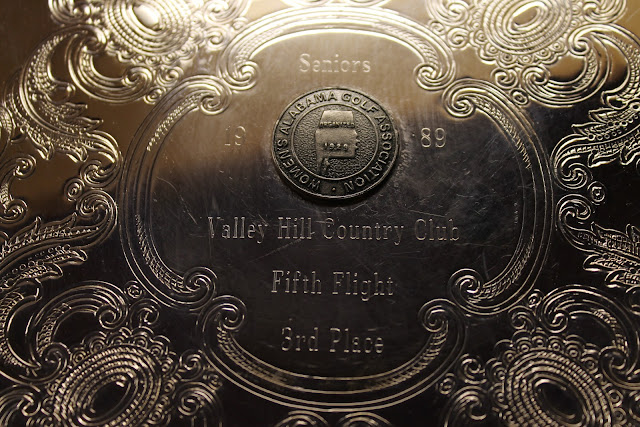 Seniors
WOMEN'S ALABAMA GOLF ASSOCIATION
19 89
Valley Hill Country Club
Fifth Flight
3rd Place